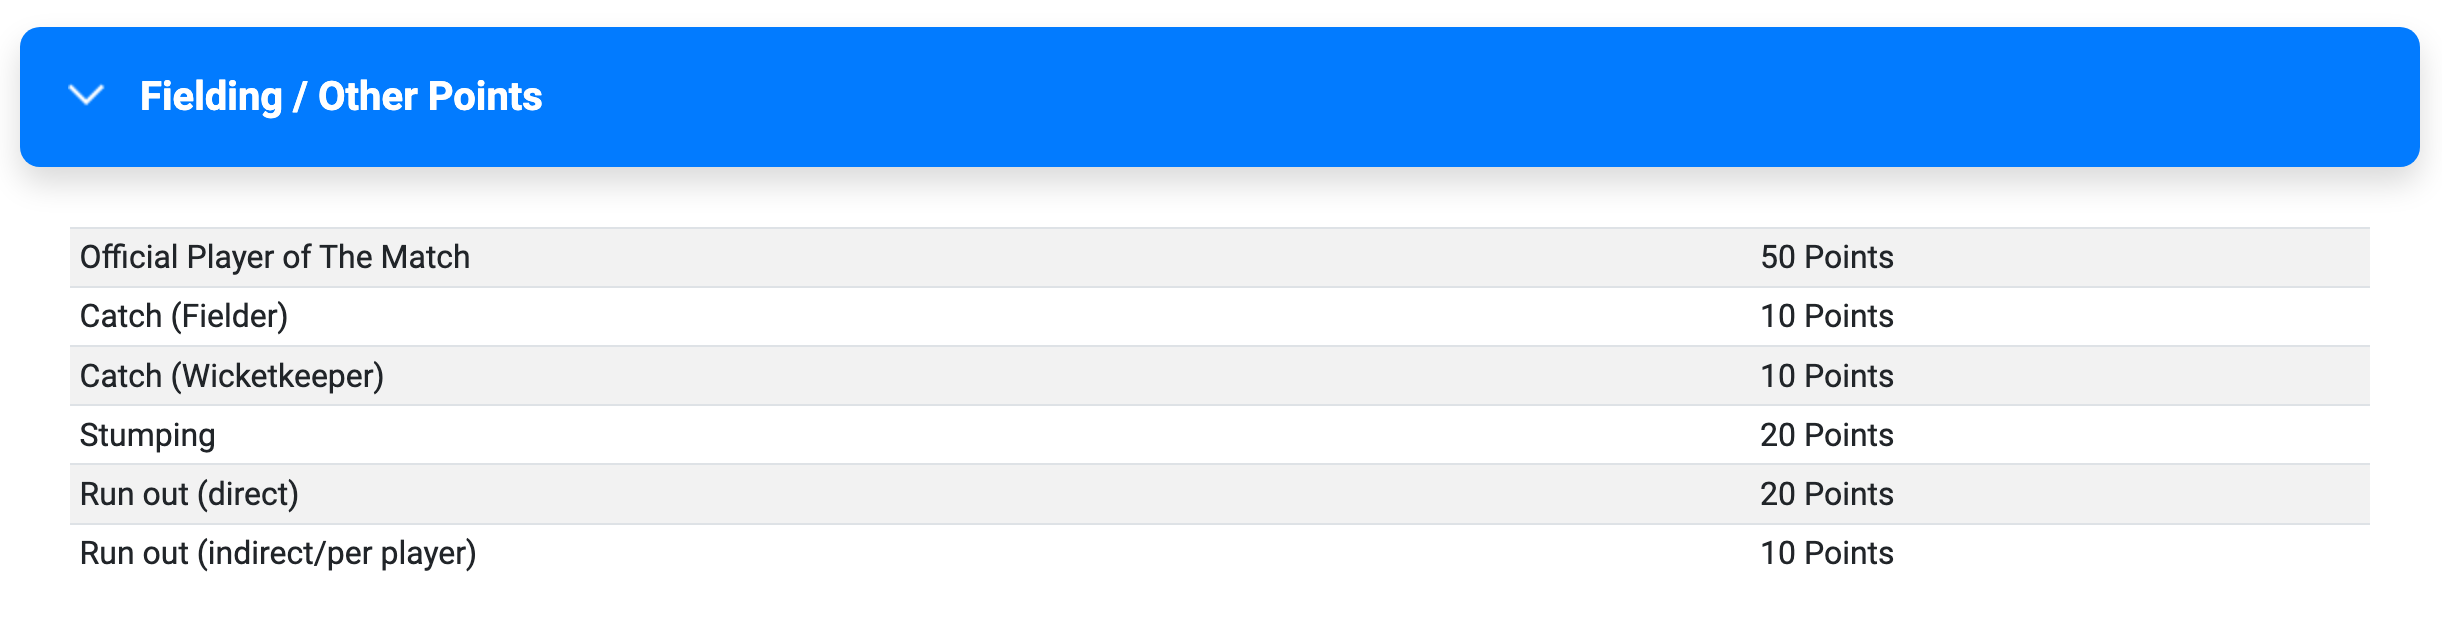 Fielding / Other Points
Official Player of The Match 50 Points
Catch (Fielder) 10 Points
Catch (Wicketkeeper) 10 Points
Stumping 20 Points
Run out (direct) 20 Points
Run out (indirect/per player) 10 Points